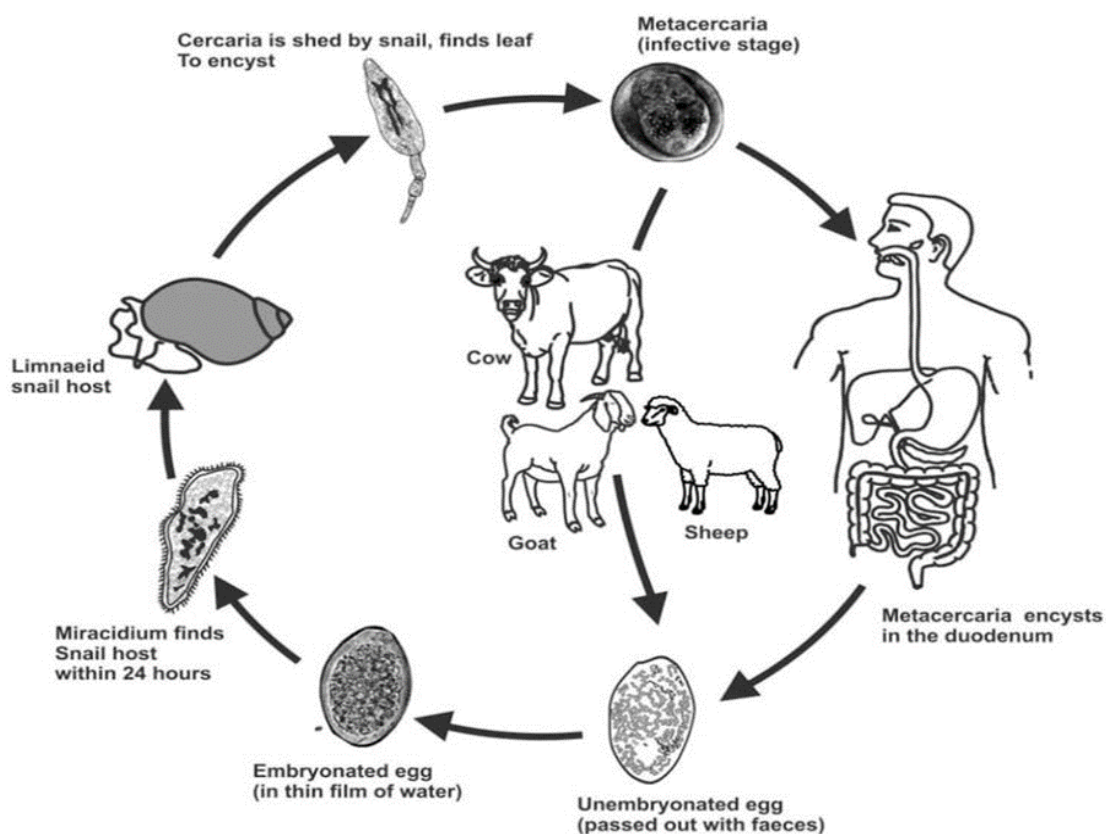 Cercaria is shed by snail, finds leaf
To encyst
Metacercaria
(infective stage)
Cow
Goat
Sheep
Metacercaria encysts
in the duodenum
Unembryonated egg
(passed out with faeces)
Embryonated egg
(in thin film of water)
Miracidium finds
Snail host
within 24 hours
Limnaeid
snail host